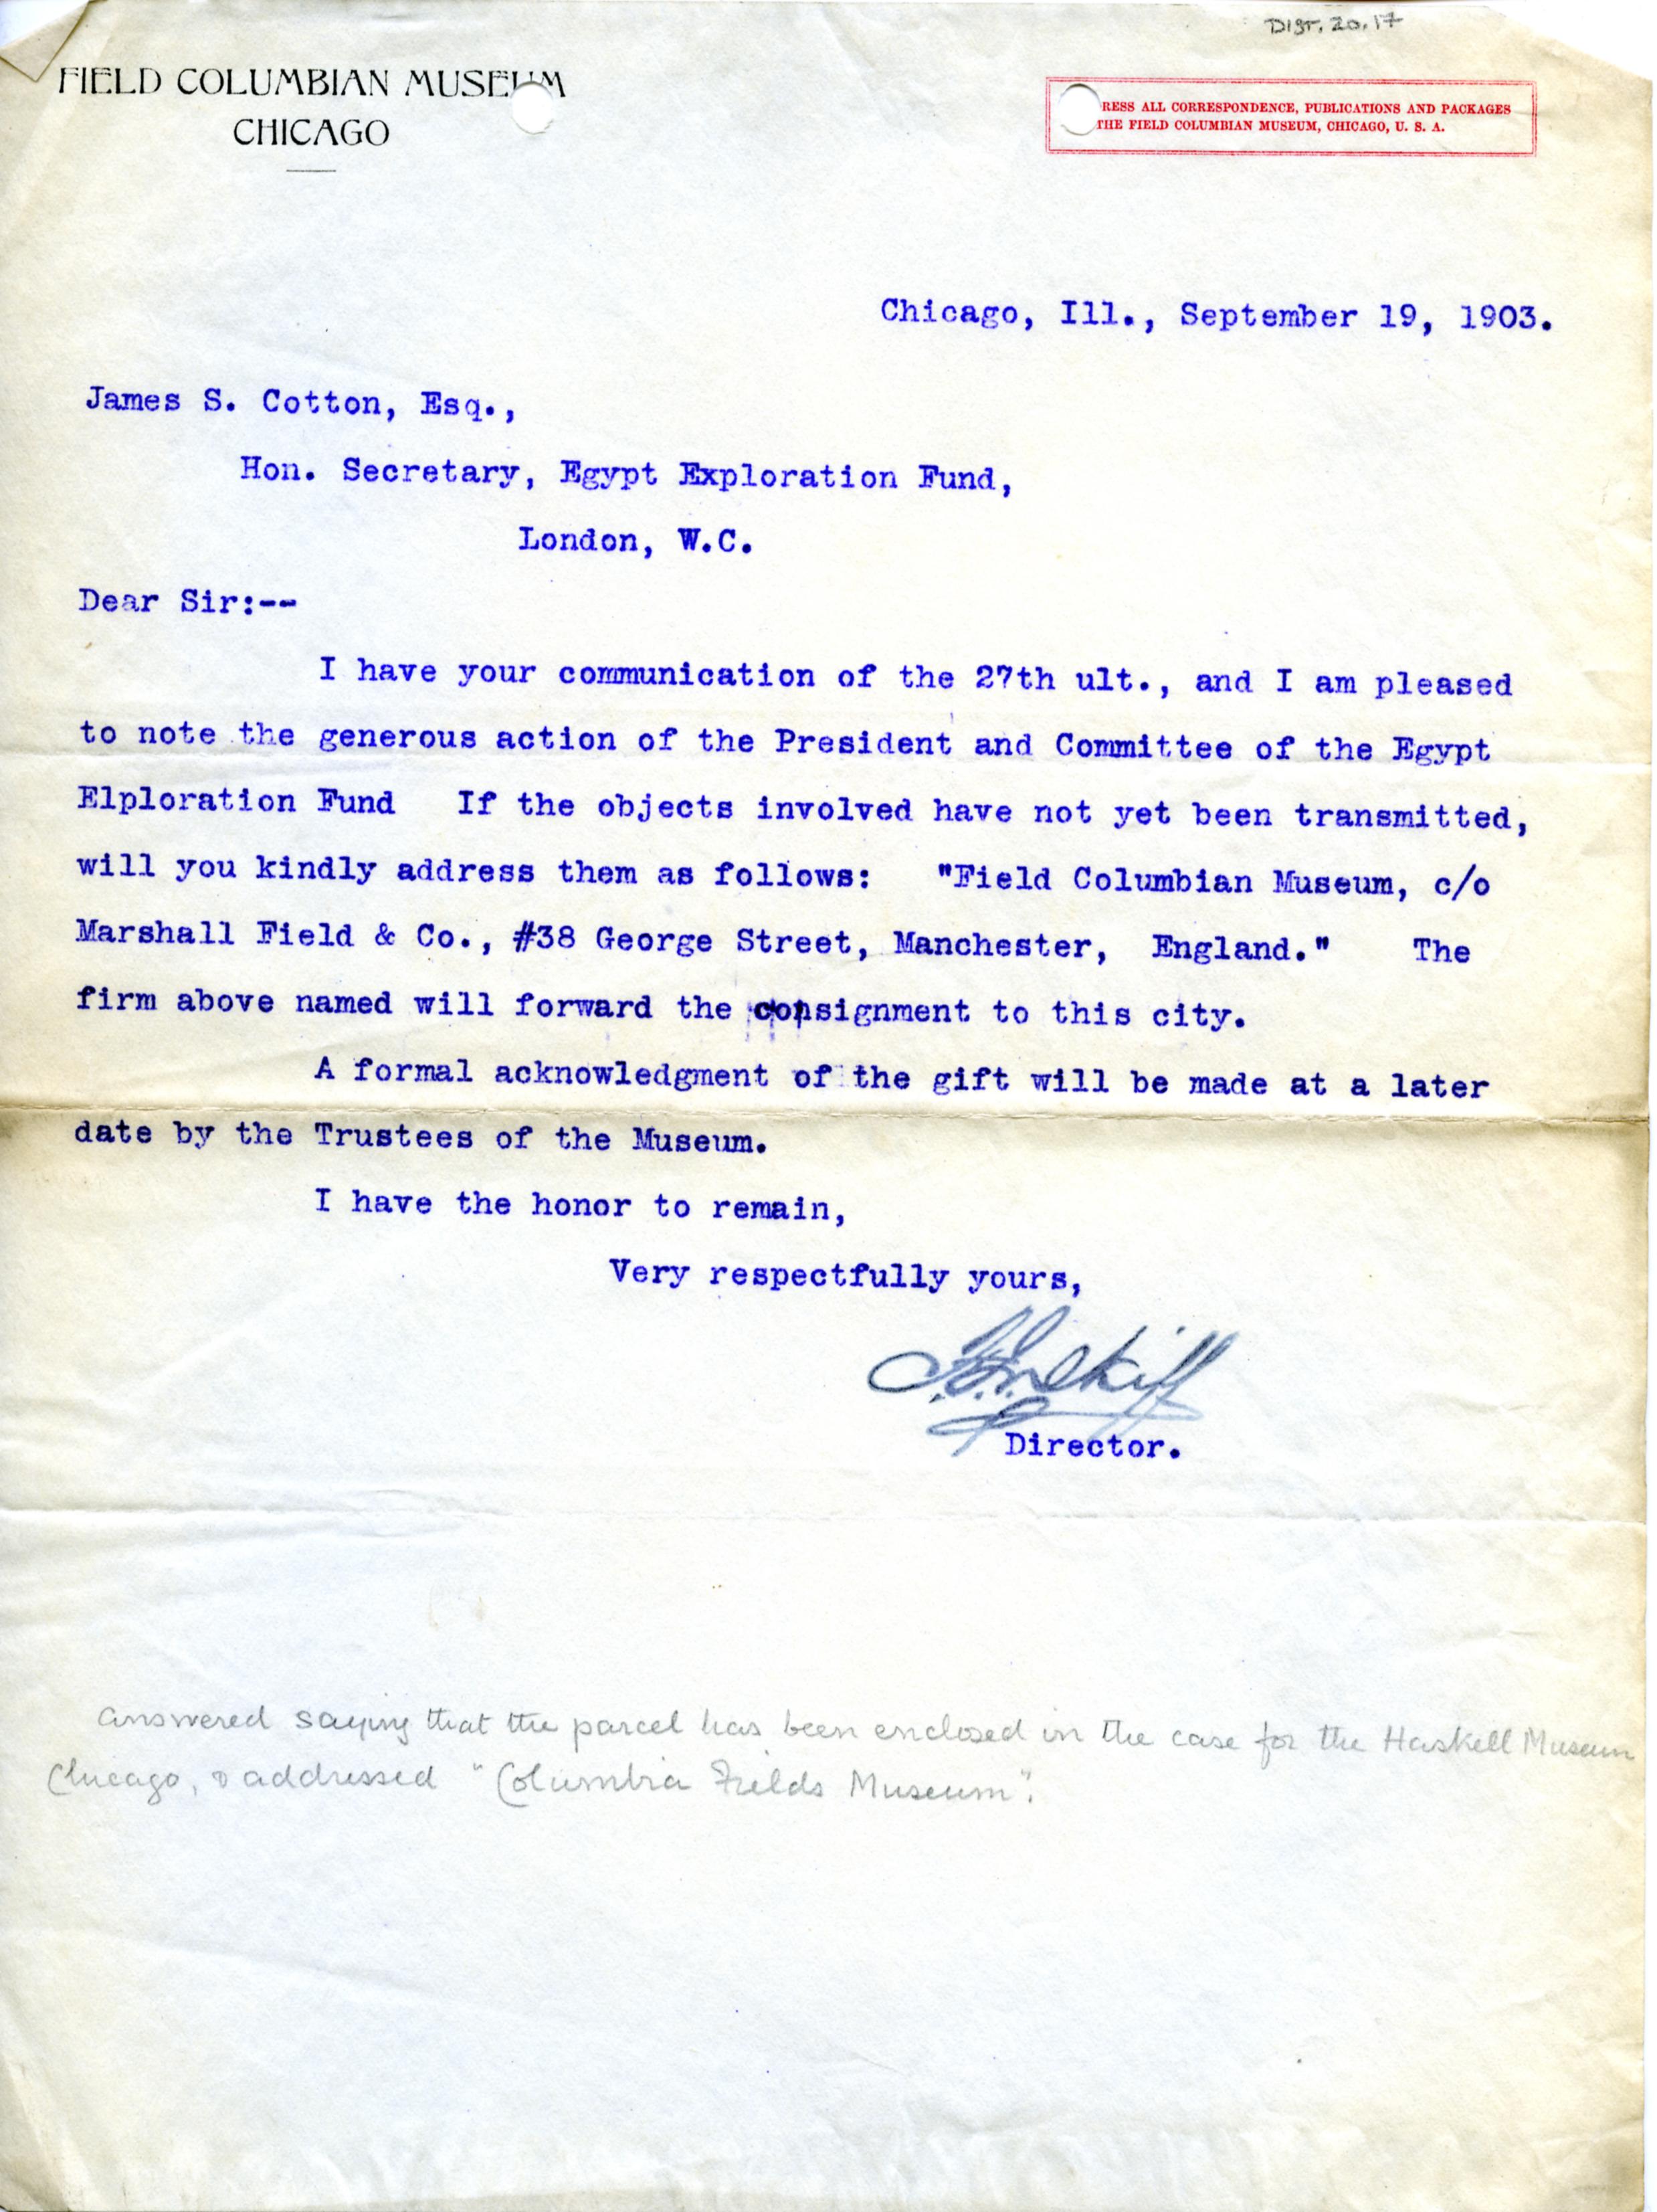 DIST. 20.17
FIELD COLUMBIAN MUSEUM
CHICAGO
RESS ALL CORRESPONDENCE, PUBLICATIONS AND PACKAGES
THE FIELD COLUMBIAN MUSEUM, CHICAGO, U. S. A.
Chicago, Ill., September 19, 1903.
James S. Cotton, Esq.,
Hon. Secretary, Egypt Exploration Fund,
London, W.C.
Dear Sir:--
I have your communication of the 27th ult., and I am pleased
to note the generous action of the President and Committee of the Egypt
Elploration Fund   If the objects involved have not yet been transmitted,
will you kindly address them as follows:   "Field Columbian Museum, c/o
Marshall Field & Co., #38 George Street, Manchester, England."   The
firm above named will forward the consignment to this city.
A formal acknowledgment of the gift will be made at a later
date by the Trustees of the Museum.
I have the honor to remain,
Very respectfully yours,
F.J.V. Skiff
Director.
Answered saying that the parcel has been enclosed in the case for the Haskell Museum
Chicago, & addressed "Columbia Fields Museum".